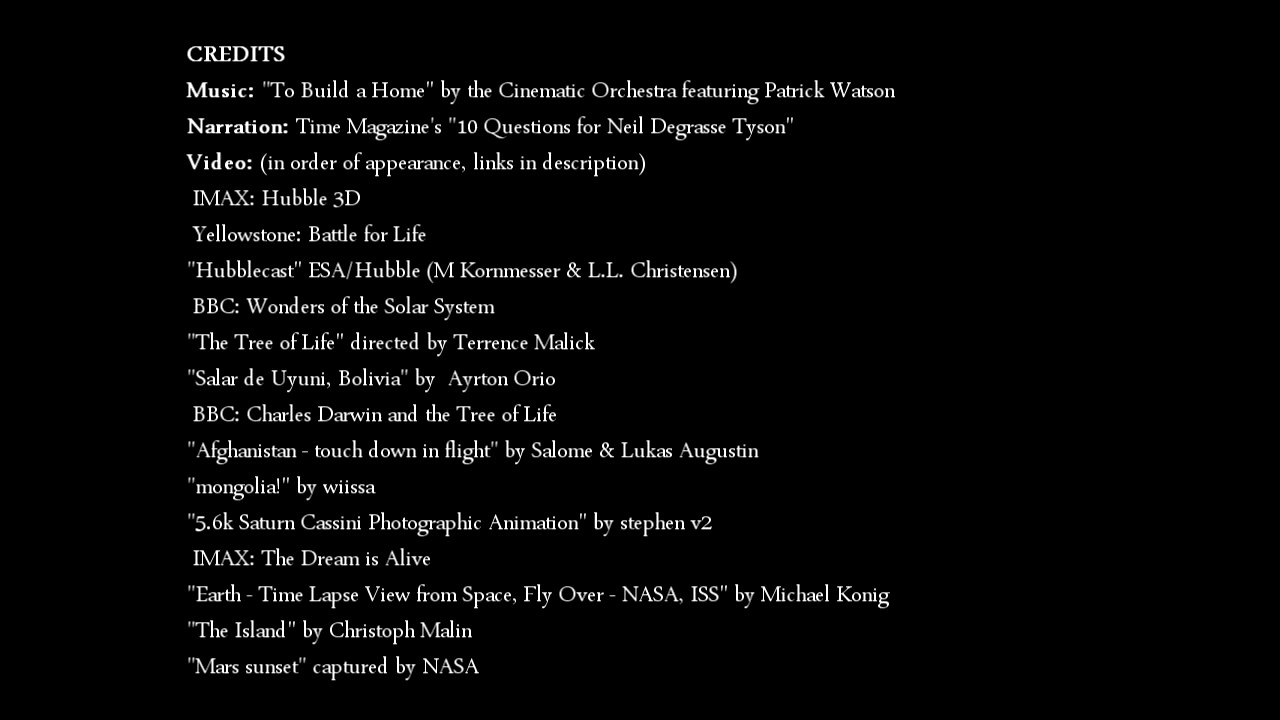 CREDITS
Music: "To Build a Home" by the Cinematic Orchestra featuring Patrick Watson
Narration: Time Magazine's "10 Questions for Neil Degrasse Tyson"
Video: (in order of appearance, links in description)
IMAX: Hubble 3D
Yellowstone: Battle for Life
"Hubblecast" ESA/Hubble (M Kornmesser & L.L. Christensen)
BBC: Wonders of the Solar System
"The Tree of Life" directed by Terrence Malick
"Salar de Uyuni, Bolivia" by  Ayrton Orio
BBC: Charles Darwin and the Tree of Life
"Afghanistan - touch down in flight" by Salome & Lukas Augustin
"mongolia!" by wiissa
"5.6k Saturn Cassini Photographic Animation" by stephen v2
IMAX: The Dream is Alive
"Earth - Time Lapse View from Space, Fly Over - NASA, ISS" by Michael Konig
"The Island" by Christoph Malin
"Mars sunset" captured by NASA